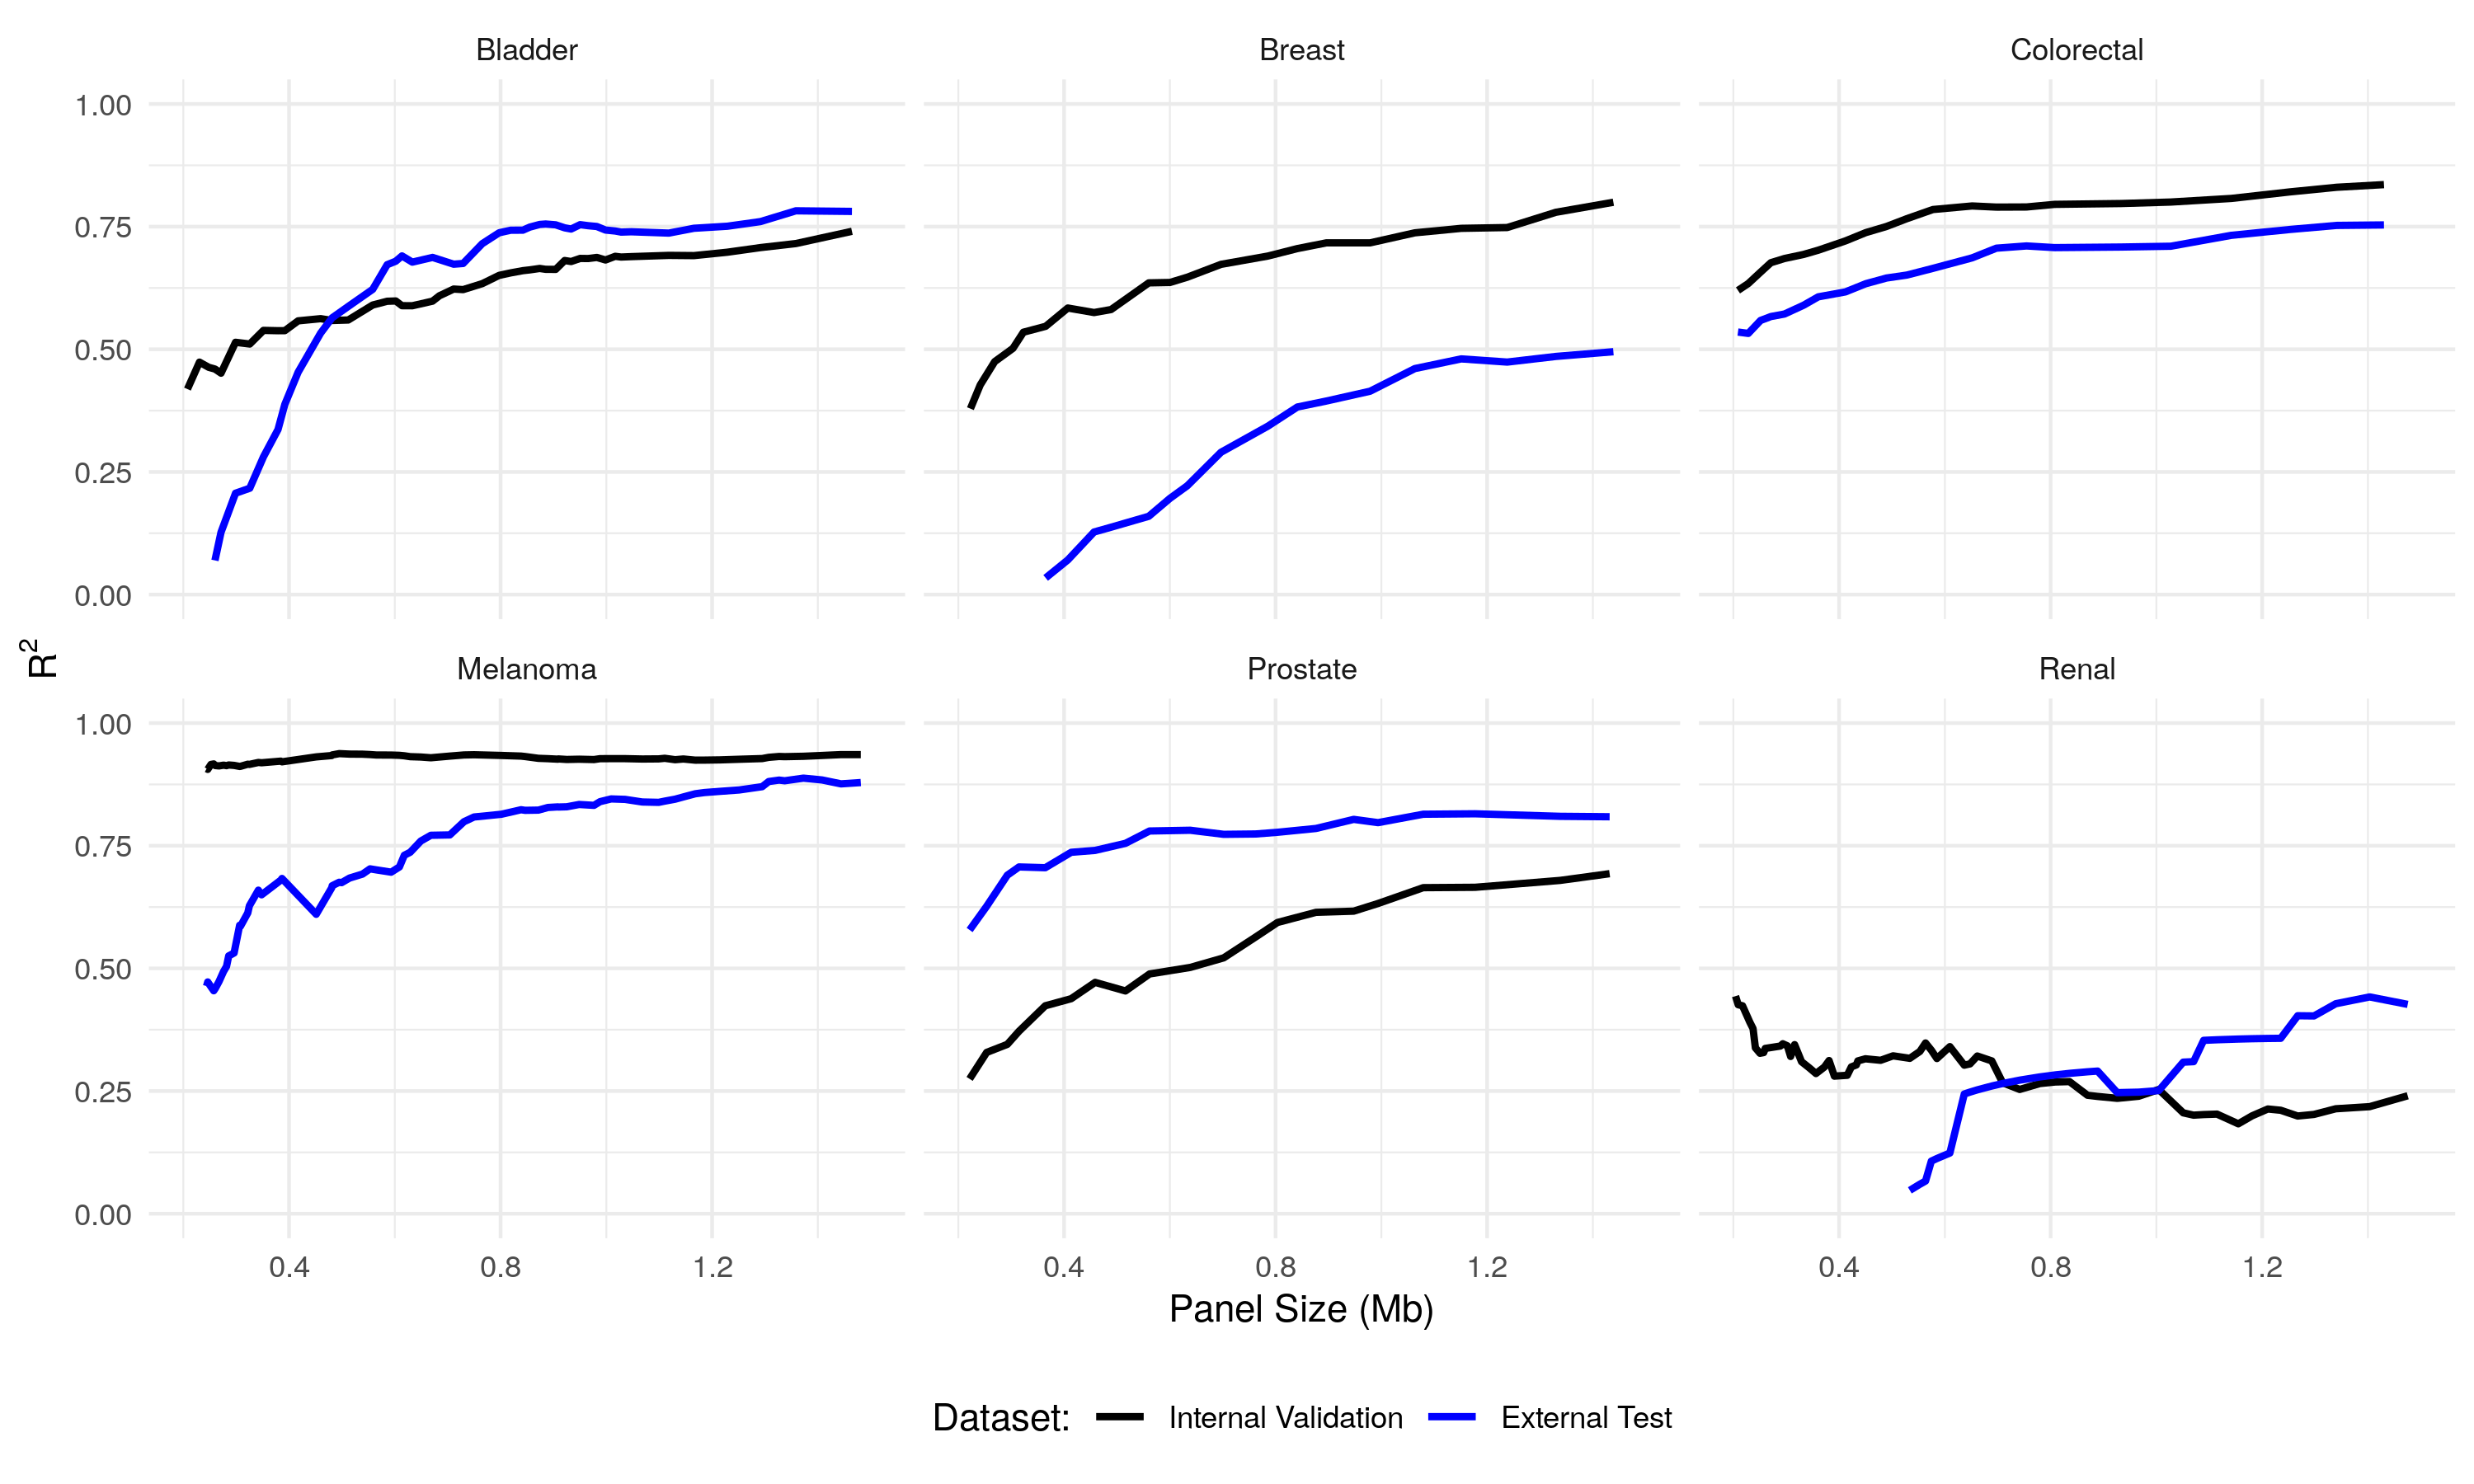 Bladder Breast Colorectal
1.00
0.75
0.50
0.25
0.00
R²
Melanoma Prostate Renal
1.00
0.75
0.50
0.25
0.00
0.4 0.8 1.2 0.4 0.8 1.2 0.4 0.8 1.2
Panel Size (Mb)
Dataset: Internal Validation External Test